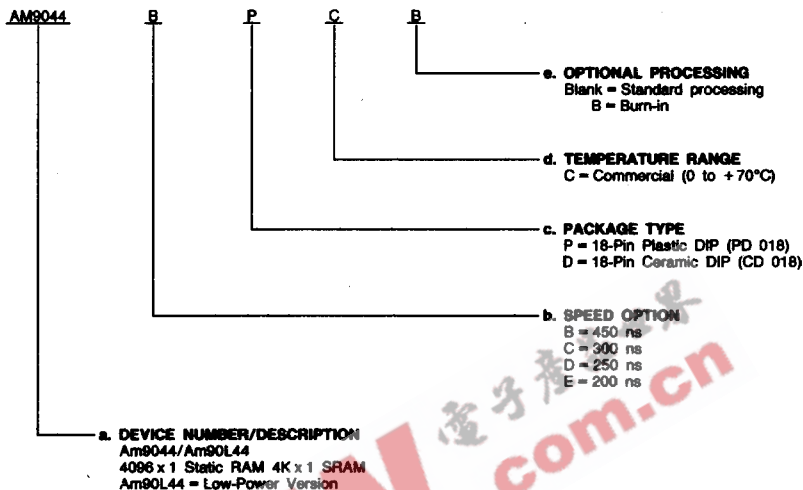 AM9044 B P C B
e. OPTIONAL PROCESSING
Blank = Standard processing
B = Burn-in
d. TEMPERATURE RANGE
C = Commercial (0 to +70°C)
c. PACKAGE TYPE
P = 18-Pin Plastic DIP (PD 018)
D = 18-Pin Ceramic DIP (CD 018)
b. SPEED OPTION
B = 450 ns
C = 300 ns
D = 250 ns
E = 200 ns
a. DEVICE NUMBER/DESCRIPTION
Am9044/Am90L44
4096 x 1 Static RAM 4K x 1 SRAM
Am90L44 = Low-Power Version
com.cn